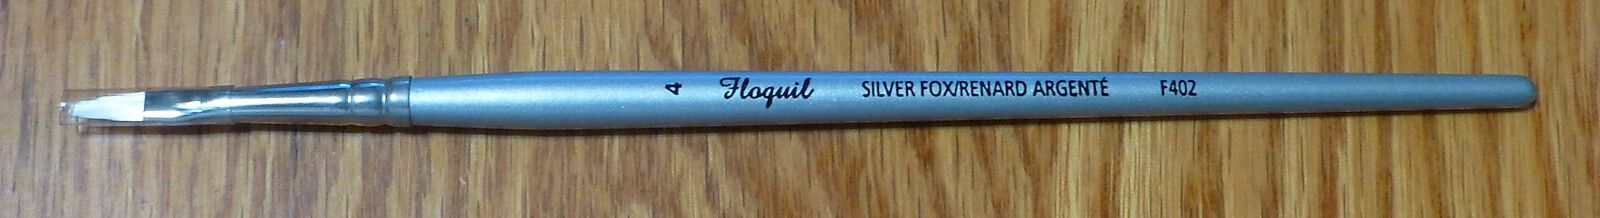 4 Floquil SILVER FOX/RENARD ARGENTÉ F402